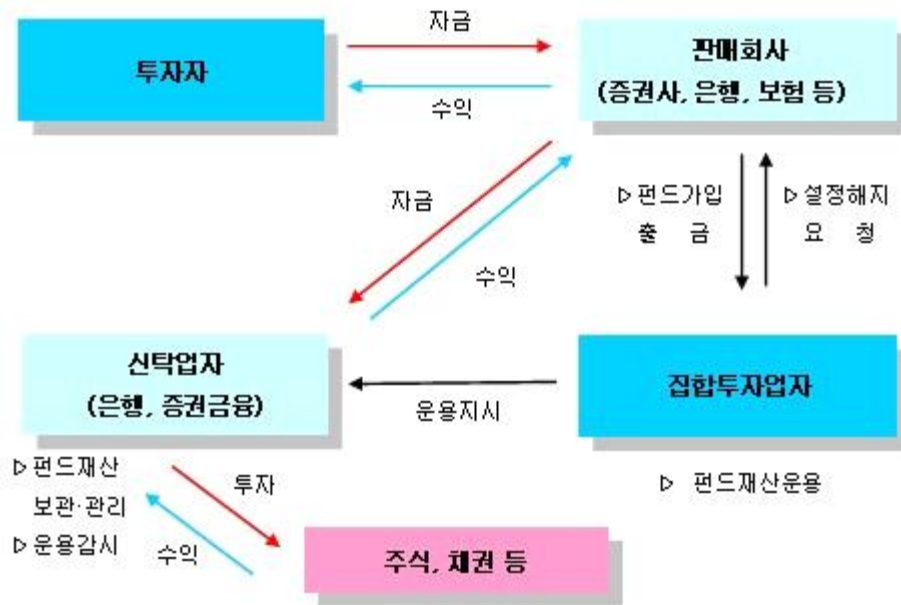 자금
투자자
판매회사
(증권사, 은행, 보험 등)
수익
자금
▷펀드가입
출 금
▷설정해지
요 청
수익
신탁업자
(은행, 증권금융)
운용지시
집합투자업자
▷펀드재산
보관·관리
▷운용감시
투자
수익
▷ 펀드재산운용
주식, 채권 등